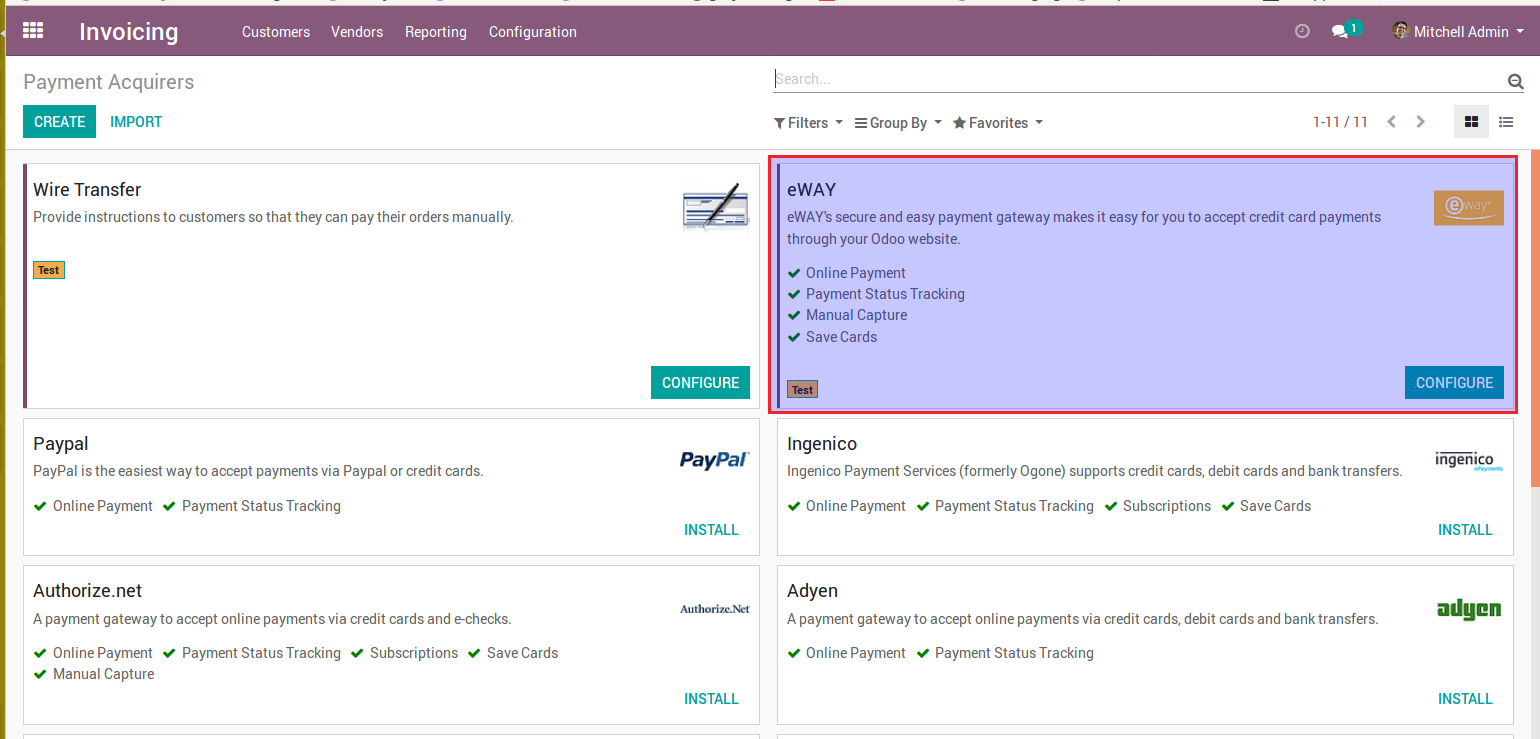 Invoicing
Customers Vendors Reporting Configuration
1
Mitchell Admin
Payment Acquirers
Search...
CREATE IMPORT
Filters Group By Favorites
1-11 / 11
Wire Transfer
Provide instructions to customers so that they can pay their orders manually.
Test
CONFIGURE
eWAY
eWAY's secure and easy payment gateway makes it easy for you to accept credit card payments
through your Odoo website.
eway
Online Payment
Payment Status Tracking
Manual Capture
Save Cards
Test
CONFIGURE
Paypal
PayPal is the easiest way to accept payments via Paypal or credit cards.
PayPal
Online Payment Payment Status Tracking
INSTALL
Ingenico
Ingenico Payment Services (formerly Ogone) supports credit cards, debit cards and bank transfers.
ingenico
ePayments
Online Payment Payment Status Tracking Subscriptions Save Cards
INSTALL
Authorize.net
A payment gateway to accept online payments via credit cards and e-checks.
Authorize.Net
Online Payment Payment Status Tracking Subscriptions Save Cards
Manual Capture
INSTALL
Adyen
A payment gateway to accept online payments via credit cards, debit cards and bank transfers.
adyen
Online Payment Payment Status Tracking
INSTALL